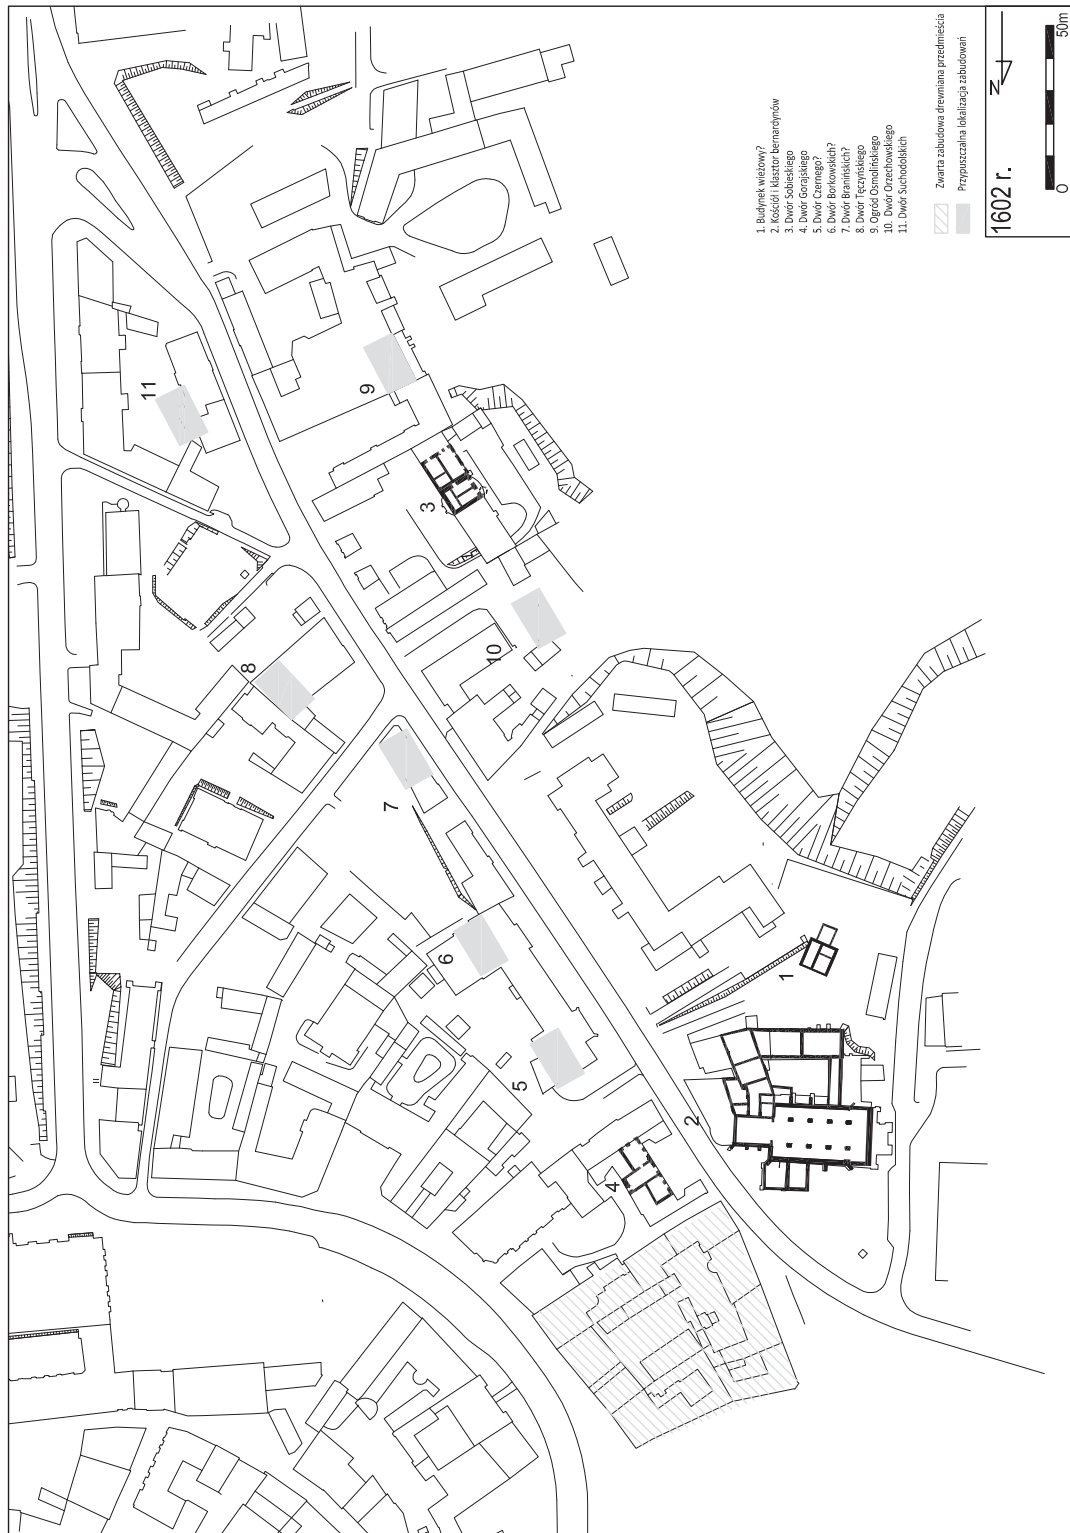 1. Budynek wieżowy?
2. Kościół i klasztor bernardynów
3. Dwór Sobieskiego
4. Dwór Gorajskiego
5. Dwór Czernego?
6. Dwór Borkowskich?
7. Dwór Branińskich?
8. Dwór Tęczyńskiego
9. Ogród Osmolińskiego
10. Dwór Orzechowskiego
11. Dwór Suchodolskich
Zwarta zabudowa drewniana przedmieścia
Przypuszczalna lokalizacja zabudowań
1602 r.
N
0
50m
11
9
3
8
10
7
6
1
5
2
4